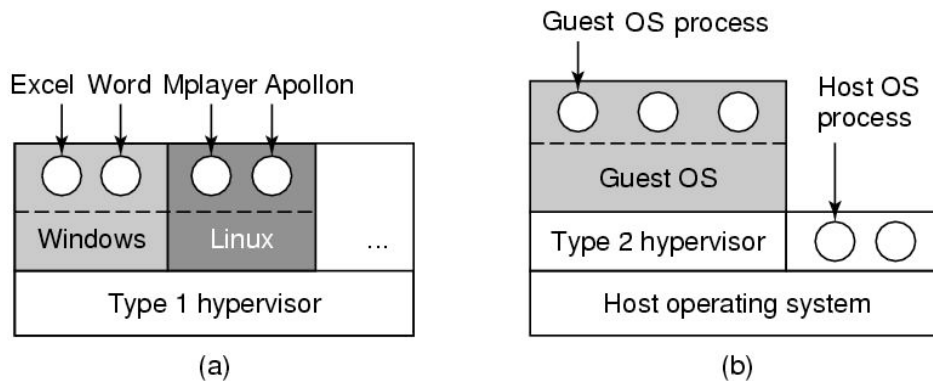 Excel Word Mplayer Apollon
Windows
Linux
...
Type 1 hypervisor
(a)
Guest OS process
Host OS
process
Guest OS
Type 2 hypervisor
Host operating system
(b)